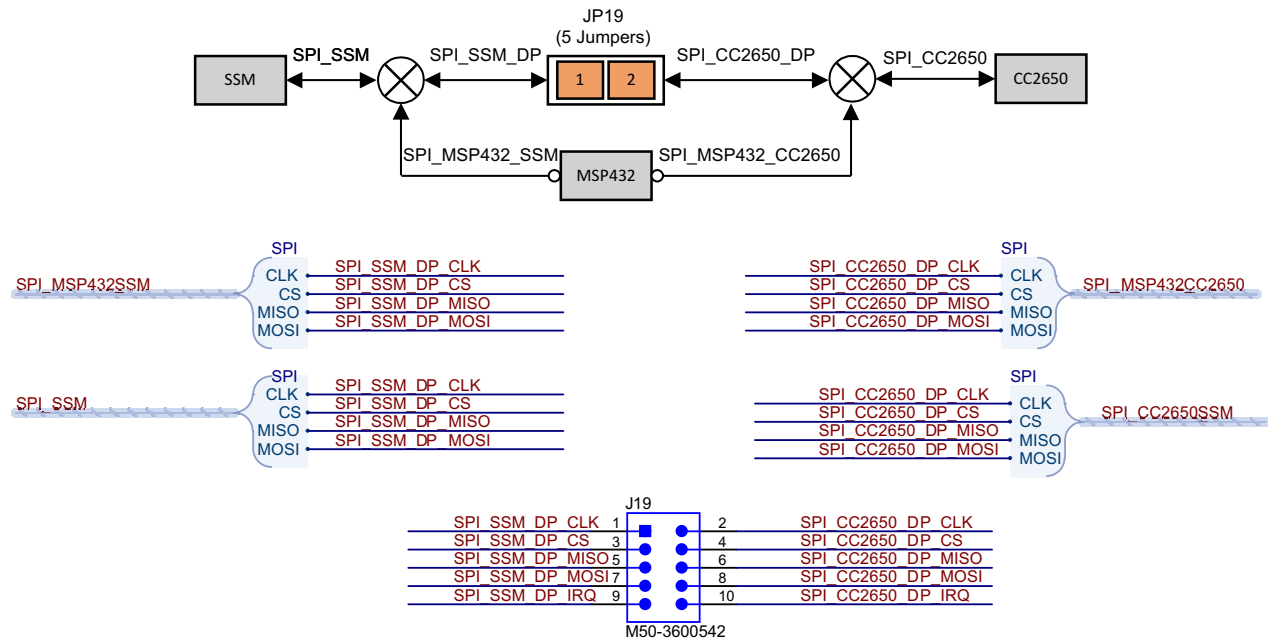 JP19
(5 Jumpers)
SSM
SPI_SSM
SPI_SSM_DP
1
2
SPI_CC2650_DP
SPI_CC2650
CC2650
SPI_MSP432_SSM
MSP432
SPI_MSP432_CC2650
SPI
SPI_MSP432SSM
CLK SPI_SSM_DP_CLK
CS SPI_SSM_DP_CS
MISO SPI_SSM_DP_MISO
MOSI SPI_SSM_DP_MOSI
SPI
SPI_CC2650_DP_CLK CLK
SPI_CC2650_DP_CS CS
SPI_CC2650_DP_MISO MISO
SPI_CC2650_DP_MOSI MOSI
SPI_MSP432CC2650
SPI
SPI_SSM
CLK SPI_SSM_DP_CLK
CS SPI_SSM_DP_CS
MISO SPI_SSM_DP_MISO
MOSI SPI_SSM_DP_MOSI
SPI
SPI_CC2650_DP_CLK CLK
SPI_CC2650_DP_CS CS
SPI_CC2650_DP_MISO MISO
SPI_CC2650_DP_MOSI MOSI
SPI_CC2650SSM
J19
SPI_SSM_DP_CLK 1 2 SPI_CC2650_DP_CLK
SPI_SSM_DP_CS 3 4 SPI_CC2650_DP_CS
SPI_SSM_DP_MISO 5 6 SPI_CC2650_DP_MISO
SPI_SSM_DP_MOSI 7 8 SPI_CC2650_DP_MOSI
SPI_SSM_DP_IRQ 9 10 SPI_CC2650_DP_IRQ
M50-3600542